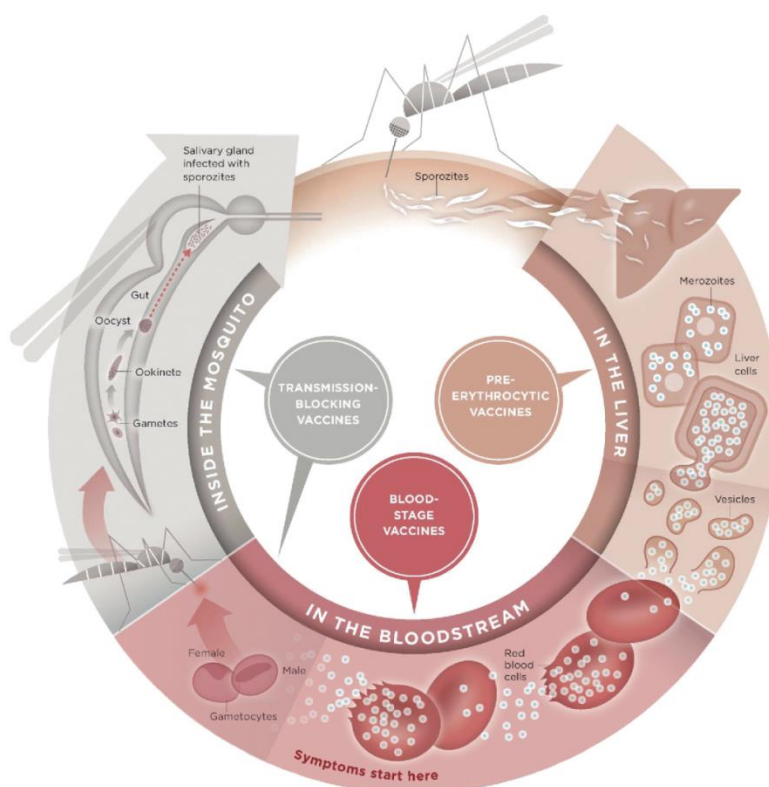 Salivary gland
infected with
sporozites
Sporozites
Gut
Oocyst
Ookinete
Gametes
INSIDE THE MOSQUITO
TRANSMISSION-
BLOCKING
VACCINES
PRE-
ERYTHROCYTIC
VACCINES
BLOOD-
STAGE
VACCINES
IN THE LIVER
Merozoites
Liver
cells
Vesicles
IN THE BLOODSTREAM
Female
Male
Gametocytes
Red
blood
cells
Symptoms start here